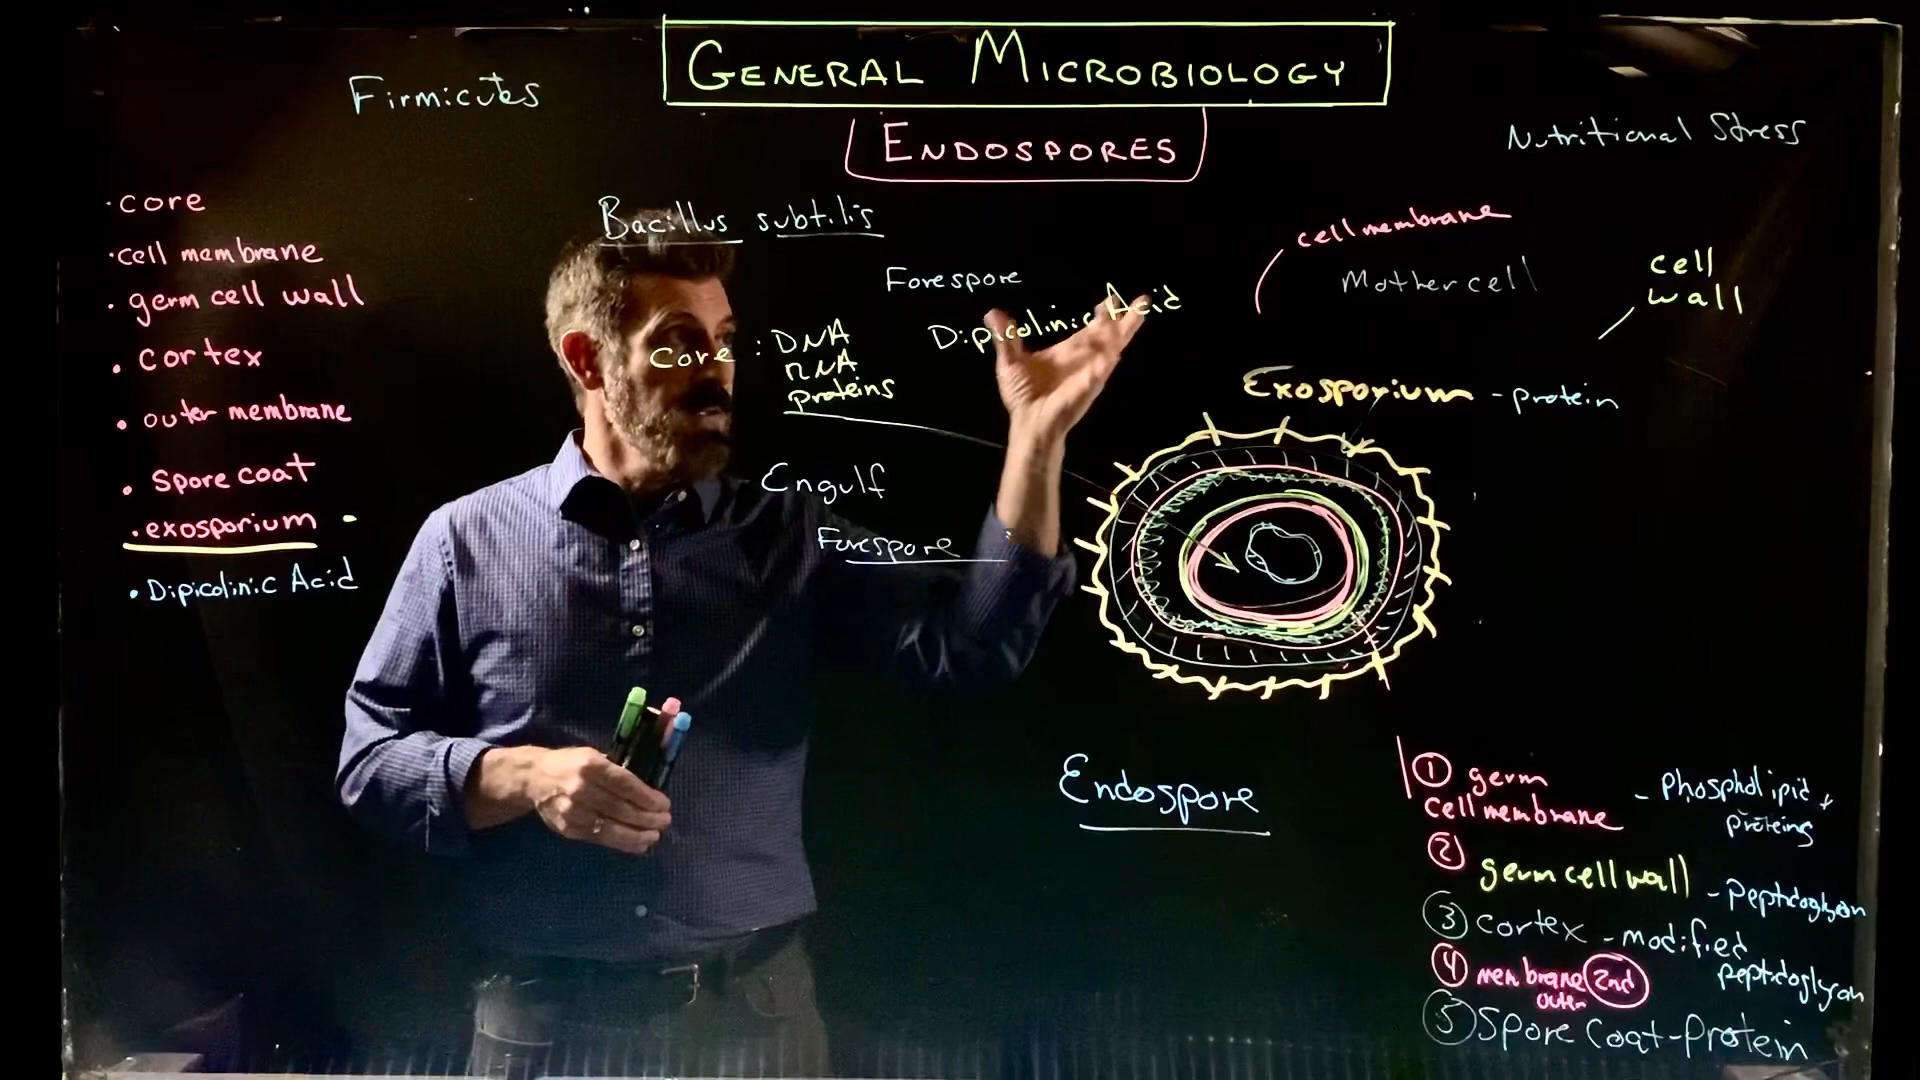 GENERAL MICROBIOLOGY
ENDOSPORES
Firmicutes
Nutritional Stress
• core
• cell membrane
• germ cell wall
• cortex
• outer membrane
• Spore coat
• exosporium -
• Dipicolinic Acid
Bacillus subtilis
Forespore
Dipicolinic Acid
core : DNA
RNA
proteins
Engulf
Forespore
cell membrane
Mother cell
cell
wall
Exosporium - protein
Endospore
① germ
cell membrane - Phospholipid +
proteins
② germ cell wall - Peptidoglycan
③ cortex - modified
peptidoglycan
④ membrane 2nd
outer
⑤ Spore Coat - Protein